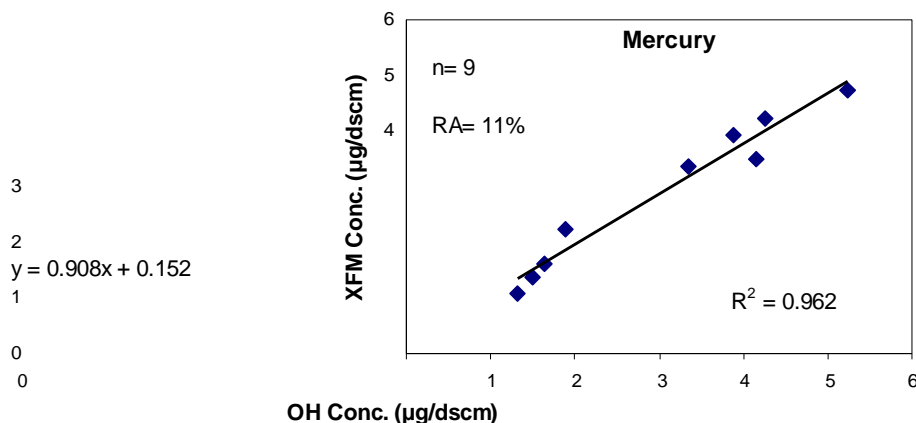 6
Mercury
n= 9
5
RA= 11%
4
XFM Conc. (µg/dscm)
3
2
y = 0.908x + 0.152
1
R² = 0.962
0
0 1 2 3 4 5 6
OH Conc. (µg/dscm)